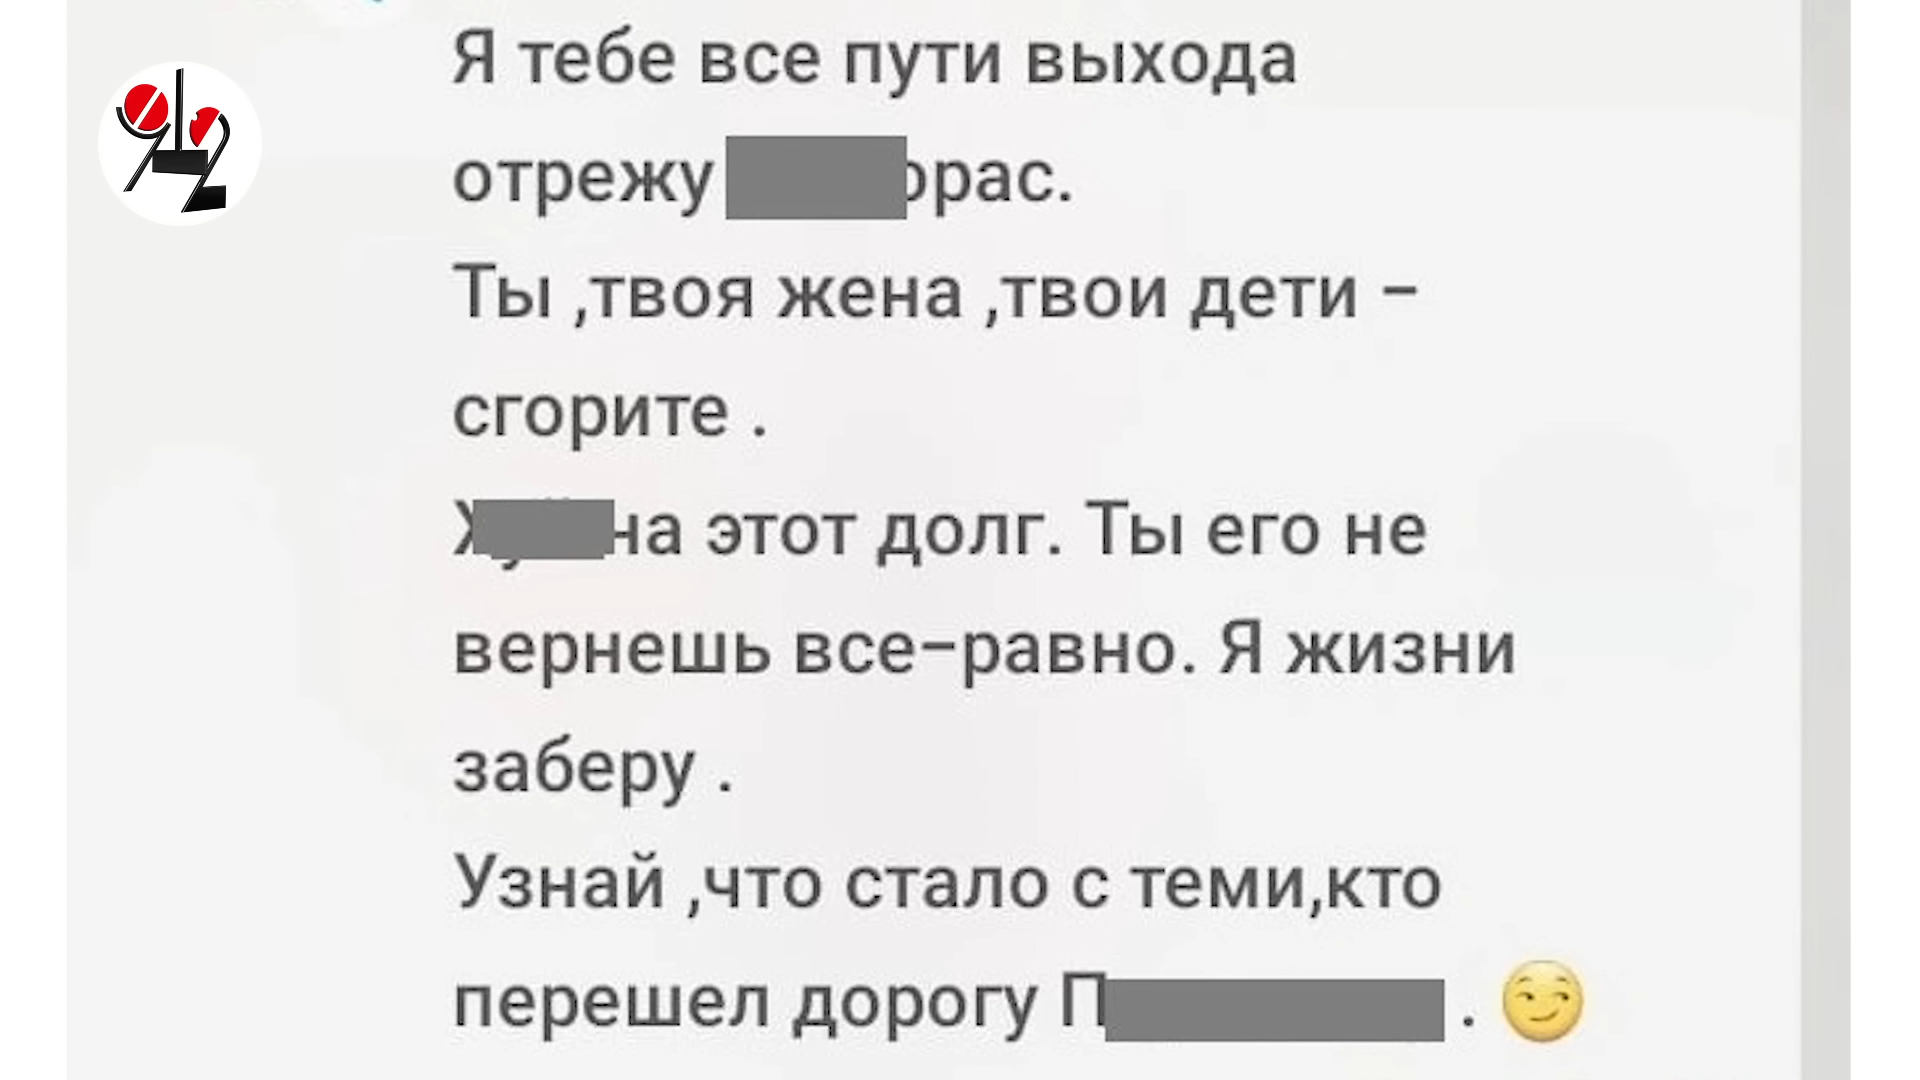 Я тебе все пути выхода
отрежу
Ты ,твоя жена ,твои дети –
сгорите .
на этот долг. Ты его не
вернешь все–равно. Я жизни
заберу .
Узнай ,что стало с теми,кто
перешел дорогу . 😏